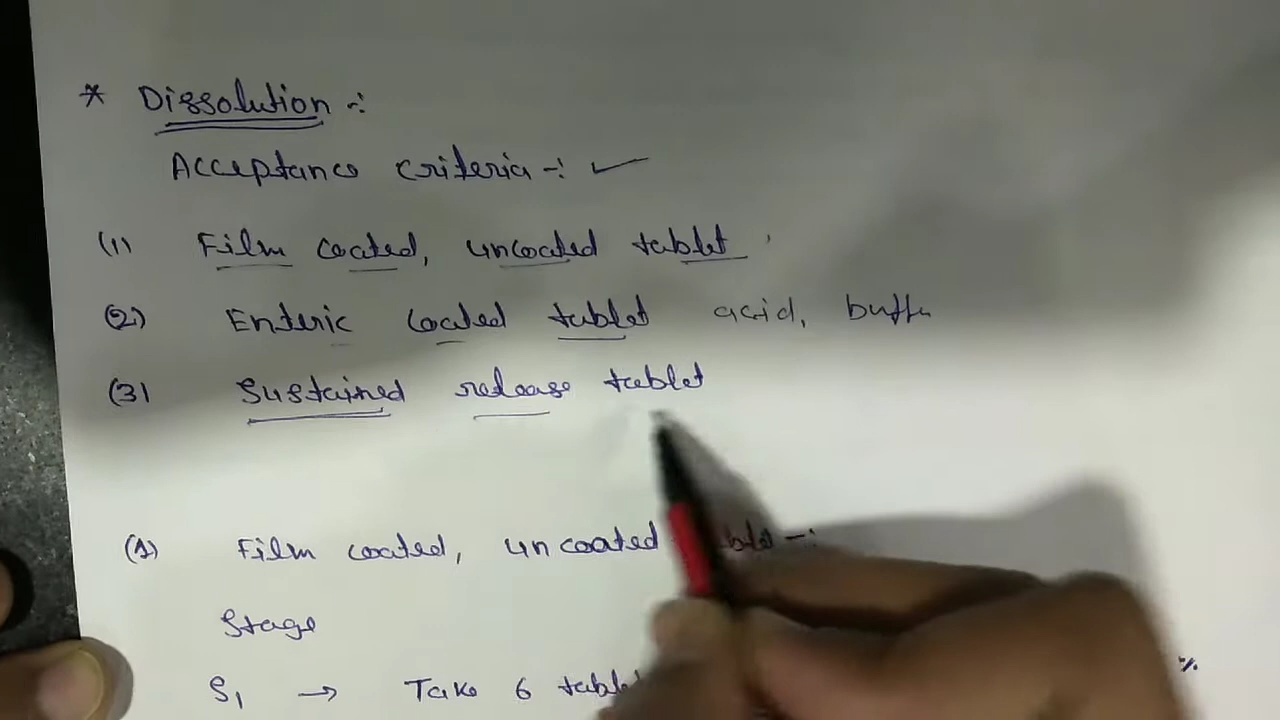 * Dissolution -:
Acceptance criteria -: ✓
(1) Film coated, uncoated tablet
(2) Enteric coated tablet acid, buffe
(3) Sustained release tablet
(1) Film coated, uncoated -:
Stage
S1 → Take 6 %